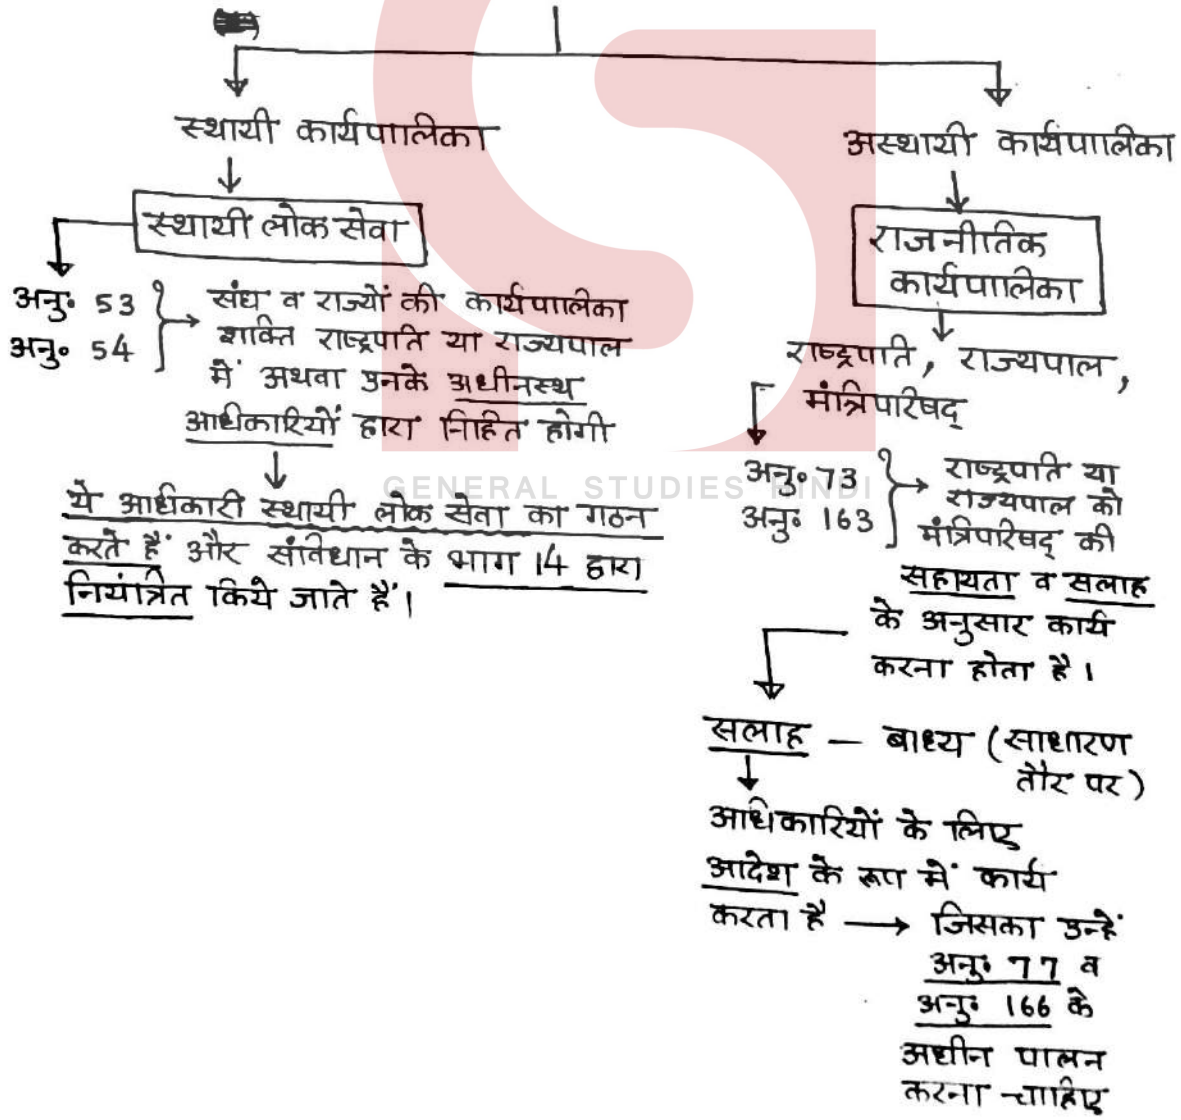 स्थायी कार्यपालिका
स्थायी लोक सेवा
अनु॰ 53
अनु॰ 54
संघ व राज्यों की कार्यपालिका
शक्ति राष्ट्रपति या राज्यपाल
में अथवा उनके अधीनस्थ
अधिकारियों द्वारा निहित होगी
ये अधिकारी स्थायी लोक सेवा का गठन
करते हैं और संविधान के भाग 14 द्वारा
नियंत्रित किये जाते हैं।
अस्थायी कार्यपालिका
राजनीतिक
कार्यपालिका
राष्ट्रपति, राज्यपाल,
मंत्रिपरिषद्
अनु॰ 73
अनु॰ 163
राष्ट्रपति या
राज्यपाल को
मंत्रिपरिषद् की
सहायता व सलाह
के अनुसार कार्य
करना होता है।
सलाह – बाध्य (साधारण
तौर पर)
अधिकारियों के लिए
आदेश के रूप में कार्य
करता है → जिसका उन्हें
अनु॰ 77 व
अनु॰ 166 के
अधीन पालन
करना चाहिए
GENERAL STUDIES HINDI